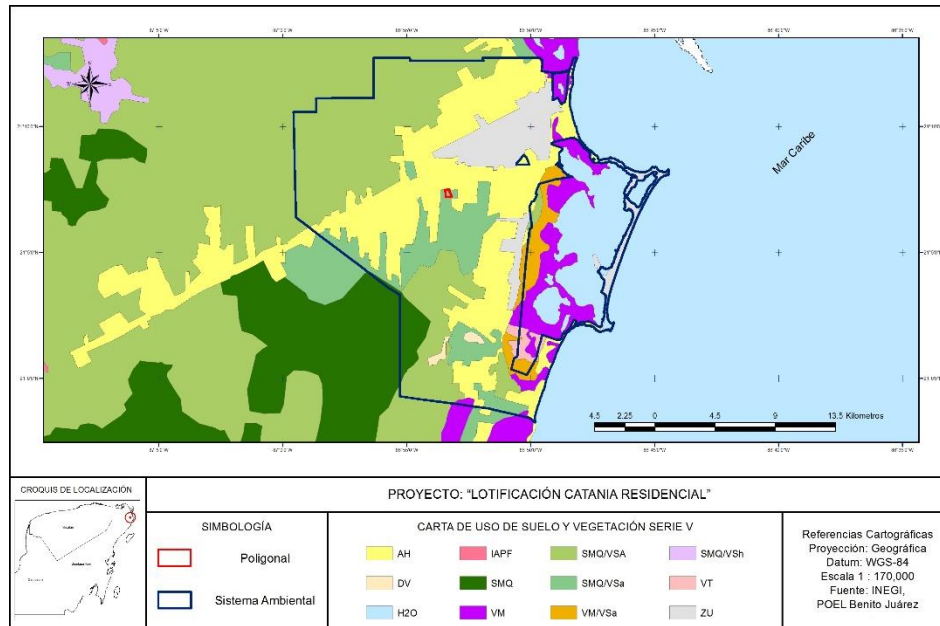 Mar Caribe
4.5 2.25 0 4.5 9 13.5 Kilometros
CROQUIS DE LOCALIZACIÓN
PROYECTO: “LOTIFICACIÓN CATANIA RESIDENCIAL”
SIMBOLOGÍA
Poligonal
Sistema Ambiental
CARTA DE USO DE SUELO Y VEGETACIÓN SERIE V
AH IAPF SMQ/VSA SMQ/VSh
DV SMQ SMQ/VSa VT
H2O VM VM/VSa ZU
Referencias Cartográficas
Proyección: Geográfica
Datum: WGS-84
Escala 1 : 170,000
Fuente: INEGI,
POEL Benito Juárez